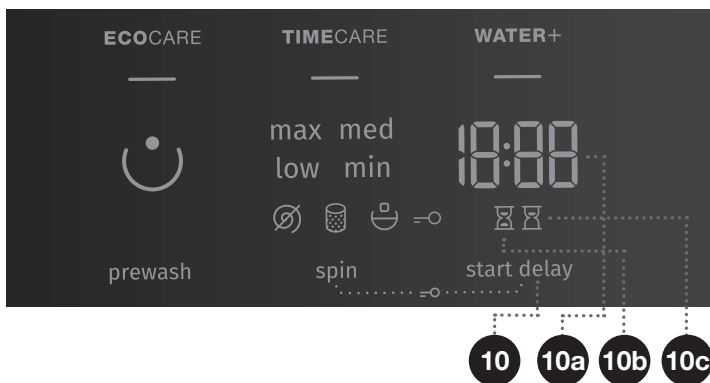 ECOCARE TIMECARE WATER+
max med
low min
18:88
prewash spin start delay
10 10a 10b 10c